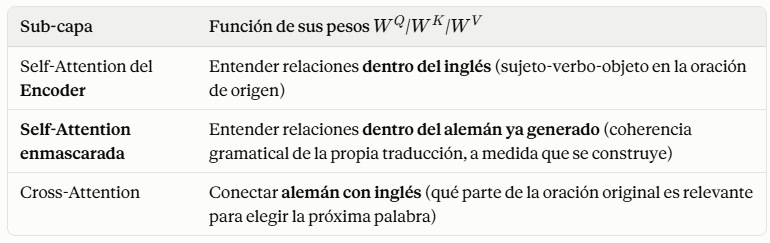 Sub-capa
Función de sus pesos W^Q/W^K/W^V
Self-Attention del
Encoder
Entender relaciones dentro del inglés (sujeto-verbo-objeto en la oración
de origen)
Self-Attention
enmascarada
Entender relaciones dentro del alemán ya generado (coherencia
gramatical de la propia traducción, a medida que se construye)
Cross-Attention
Conectar alemán con inglés (qué parte de la oración original es relevante
para elegir la próxima palabra)